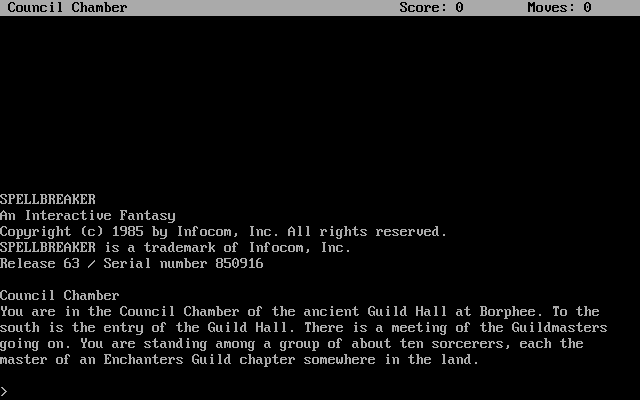 Council Chamber Score: 0 Moves: 0
SPELLBREAKER
An Interactive Fantasy
Copyright (c) 1985 by Infocom, Inc. All rights reserved.
SPELLBREAKER is a trademark of Infocom, Inc.
Release 63 / Serial number 850916
Council Chamber
You are in the Council Chamber of the ancient Guild Hall at Borphee. To the
south is the entry of the Guild Hall. There is a meeting of the Guildmasters
going on. You are standing among a group of about ten sorcerers, each the
master of an Enchanters Guild chapter somewhere in the land.
>